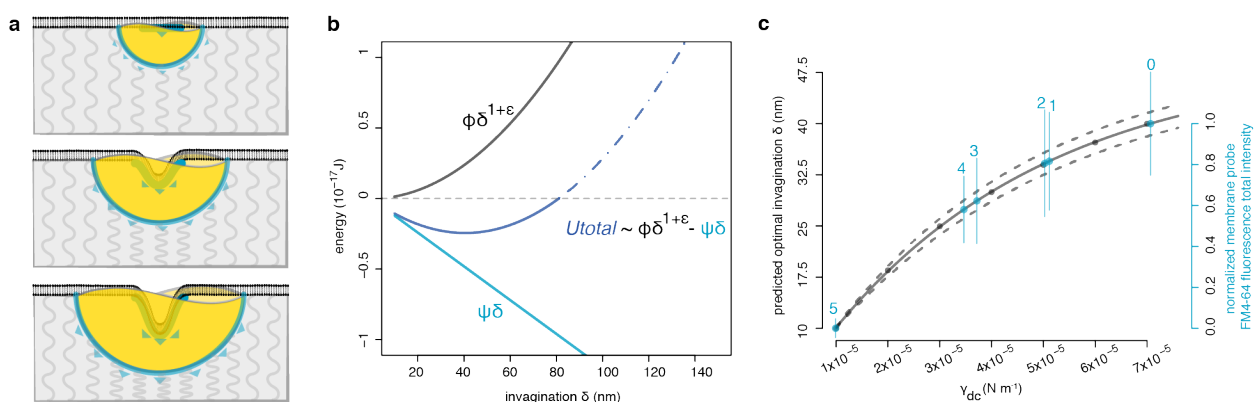 a
b
energy (10⁻¹⁷J)
1
0.5
0
−0.5
−1
ϕδ¹⁺ᵋ
Utotal ~ ϕδ¹⁺ᵋ- ψδ
ψδ
20
40
60
80
100
120
140
invagination δ (nm)
c
predicted optimal invagination δ (nm)
47.5
40
32.5
25
17.5
10
0
2
1
3
4
5
1x10⁻⁵
2x10⁻⁵
3x10⁻⁵
4x10⁻⁵
5x10⁻⁵
6x10⁻⁵
7x10⁻⁵
γdc (N m⁻¹)
1.0
0.8
0.6
0.4
0.2
0.0
normalized membrane probe
FM4-64 fluorescence total intensity